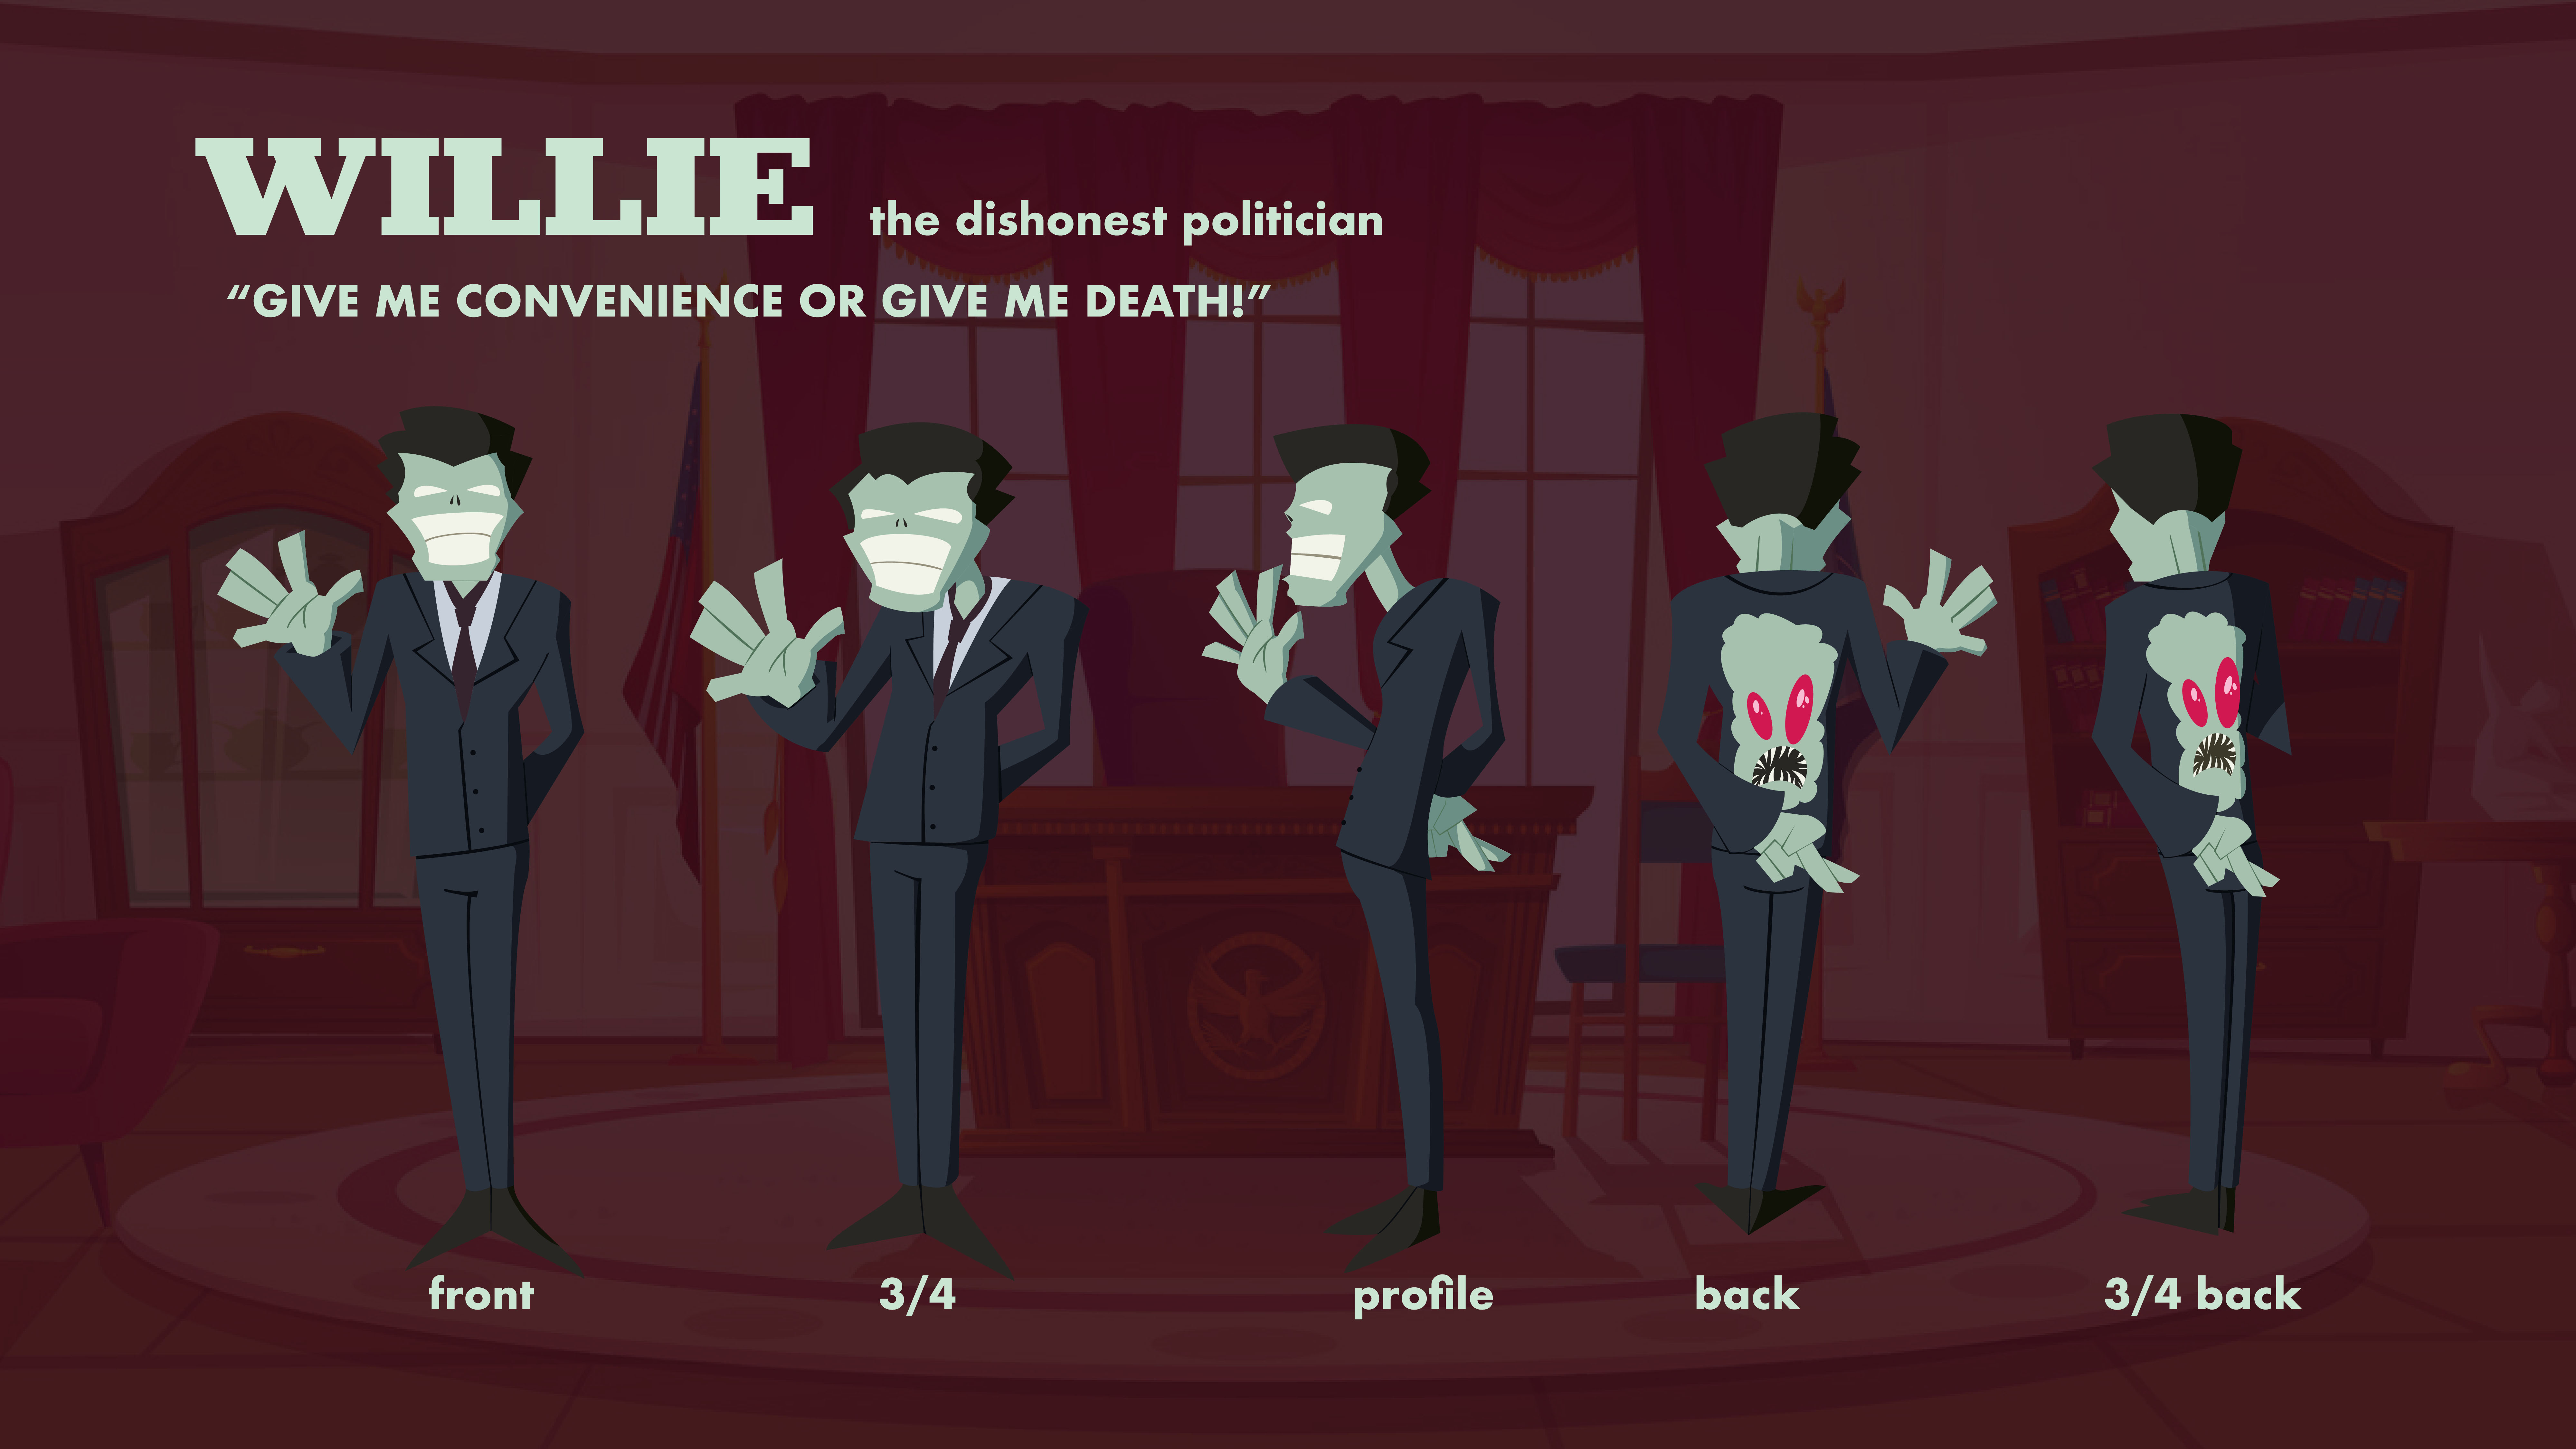 WILLIE the dishonest politician
“GIVE ME CONVENIENCE OR GIVE ME DEATH!”
front 3/4 profile back 3/4 back